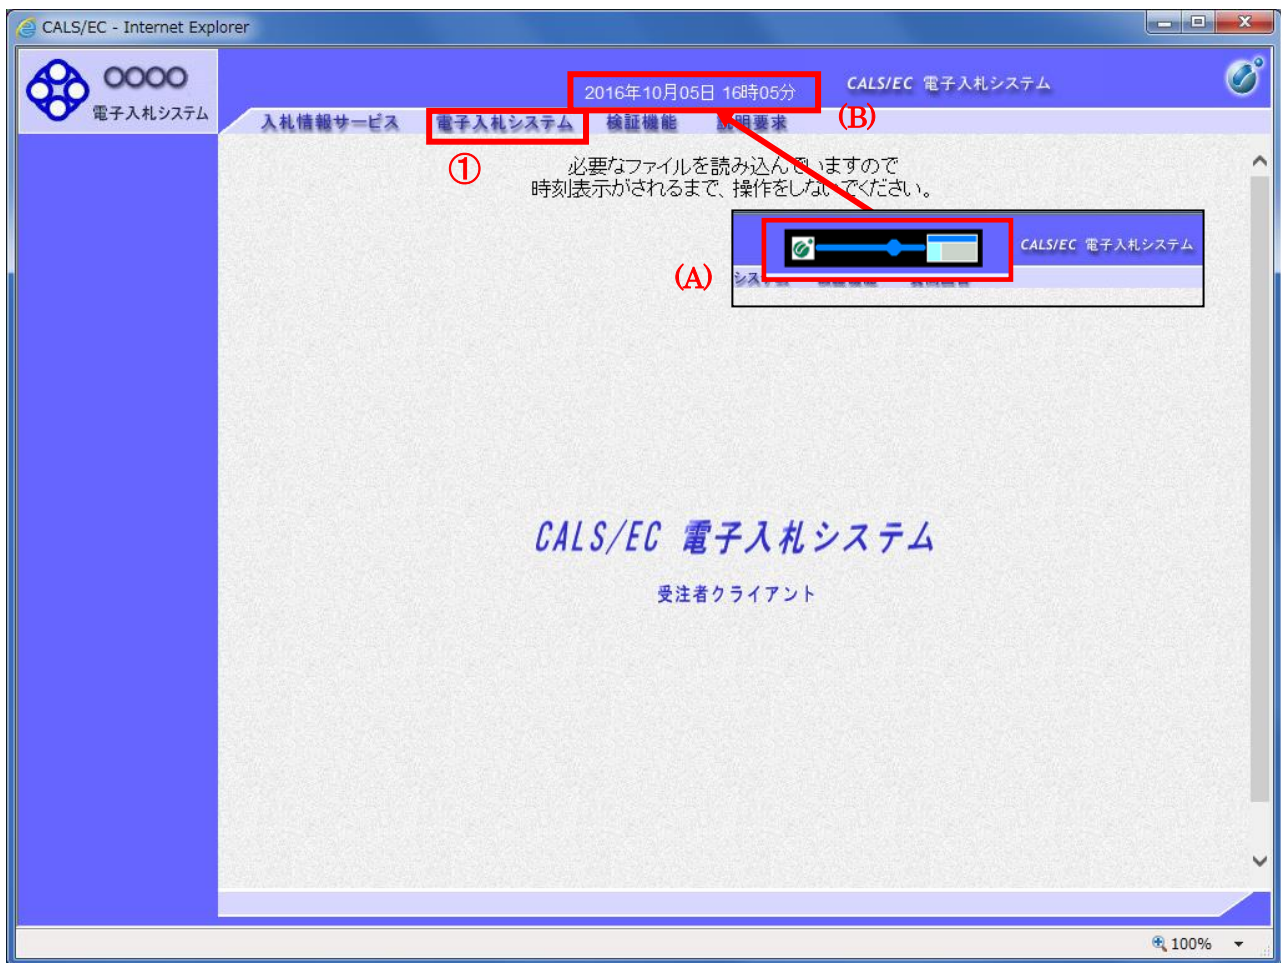 CALS/EC - Internet Explorer
○○○○
電子入札システム
2016年10月05日 16時05分
CALS/EC 電子入札システム
(B)
入札情報サービス 電子入札システム 検証機能 説明要求
①
必要なファイルを読み込んでいますので
時刻表示がされるまで、操作をしないでください。
CALS/EC 電子入札システム
(A)
システム
CALS/EC 電子入札システム
受注者クライアント
100%